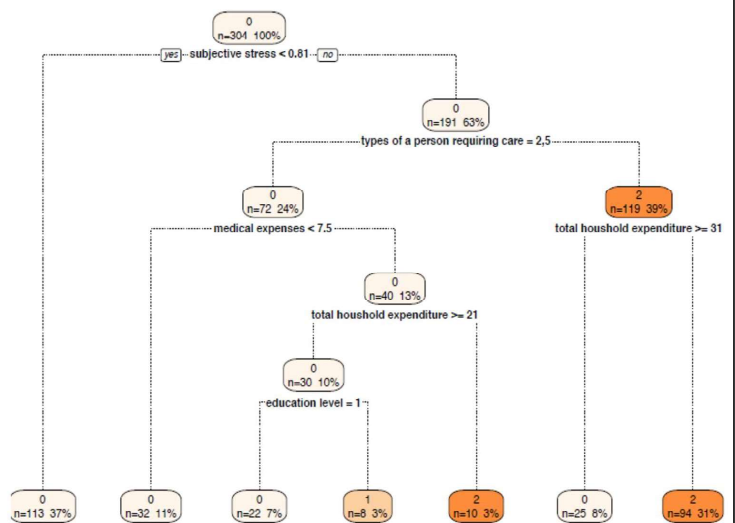 0
n=304 100%
yes subjective stress < 0.81 no
0
n=191 63%
types of a person requiring care = 2,5
0
n=72 24%
2
n=119 39%
medical expenses < 7.5
total houshold expenditure >= 31
0
n=40 13%
total houshold expenditure >= 21
0
n=30 10%
education level = 1
0
n=113 37%
0
n=32 11%
0
n=22 7%
1
n=8 3%
2
n=10 3%
0
n=25 8%
2
n=94 31%